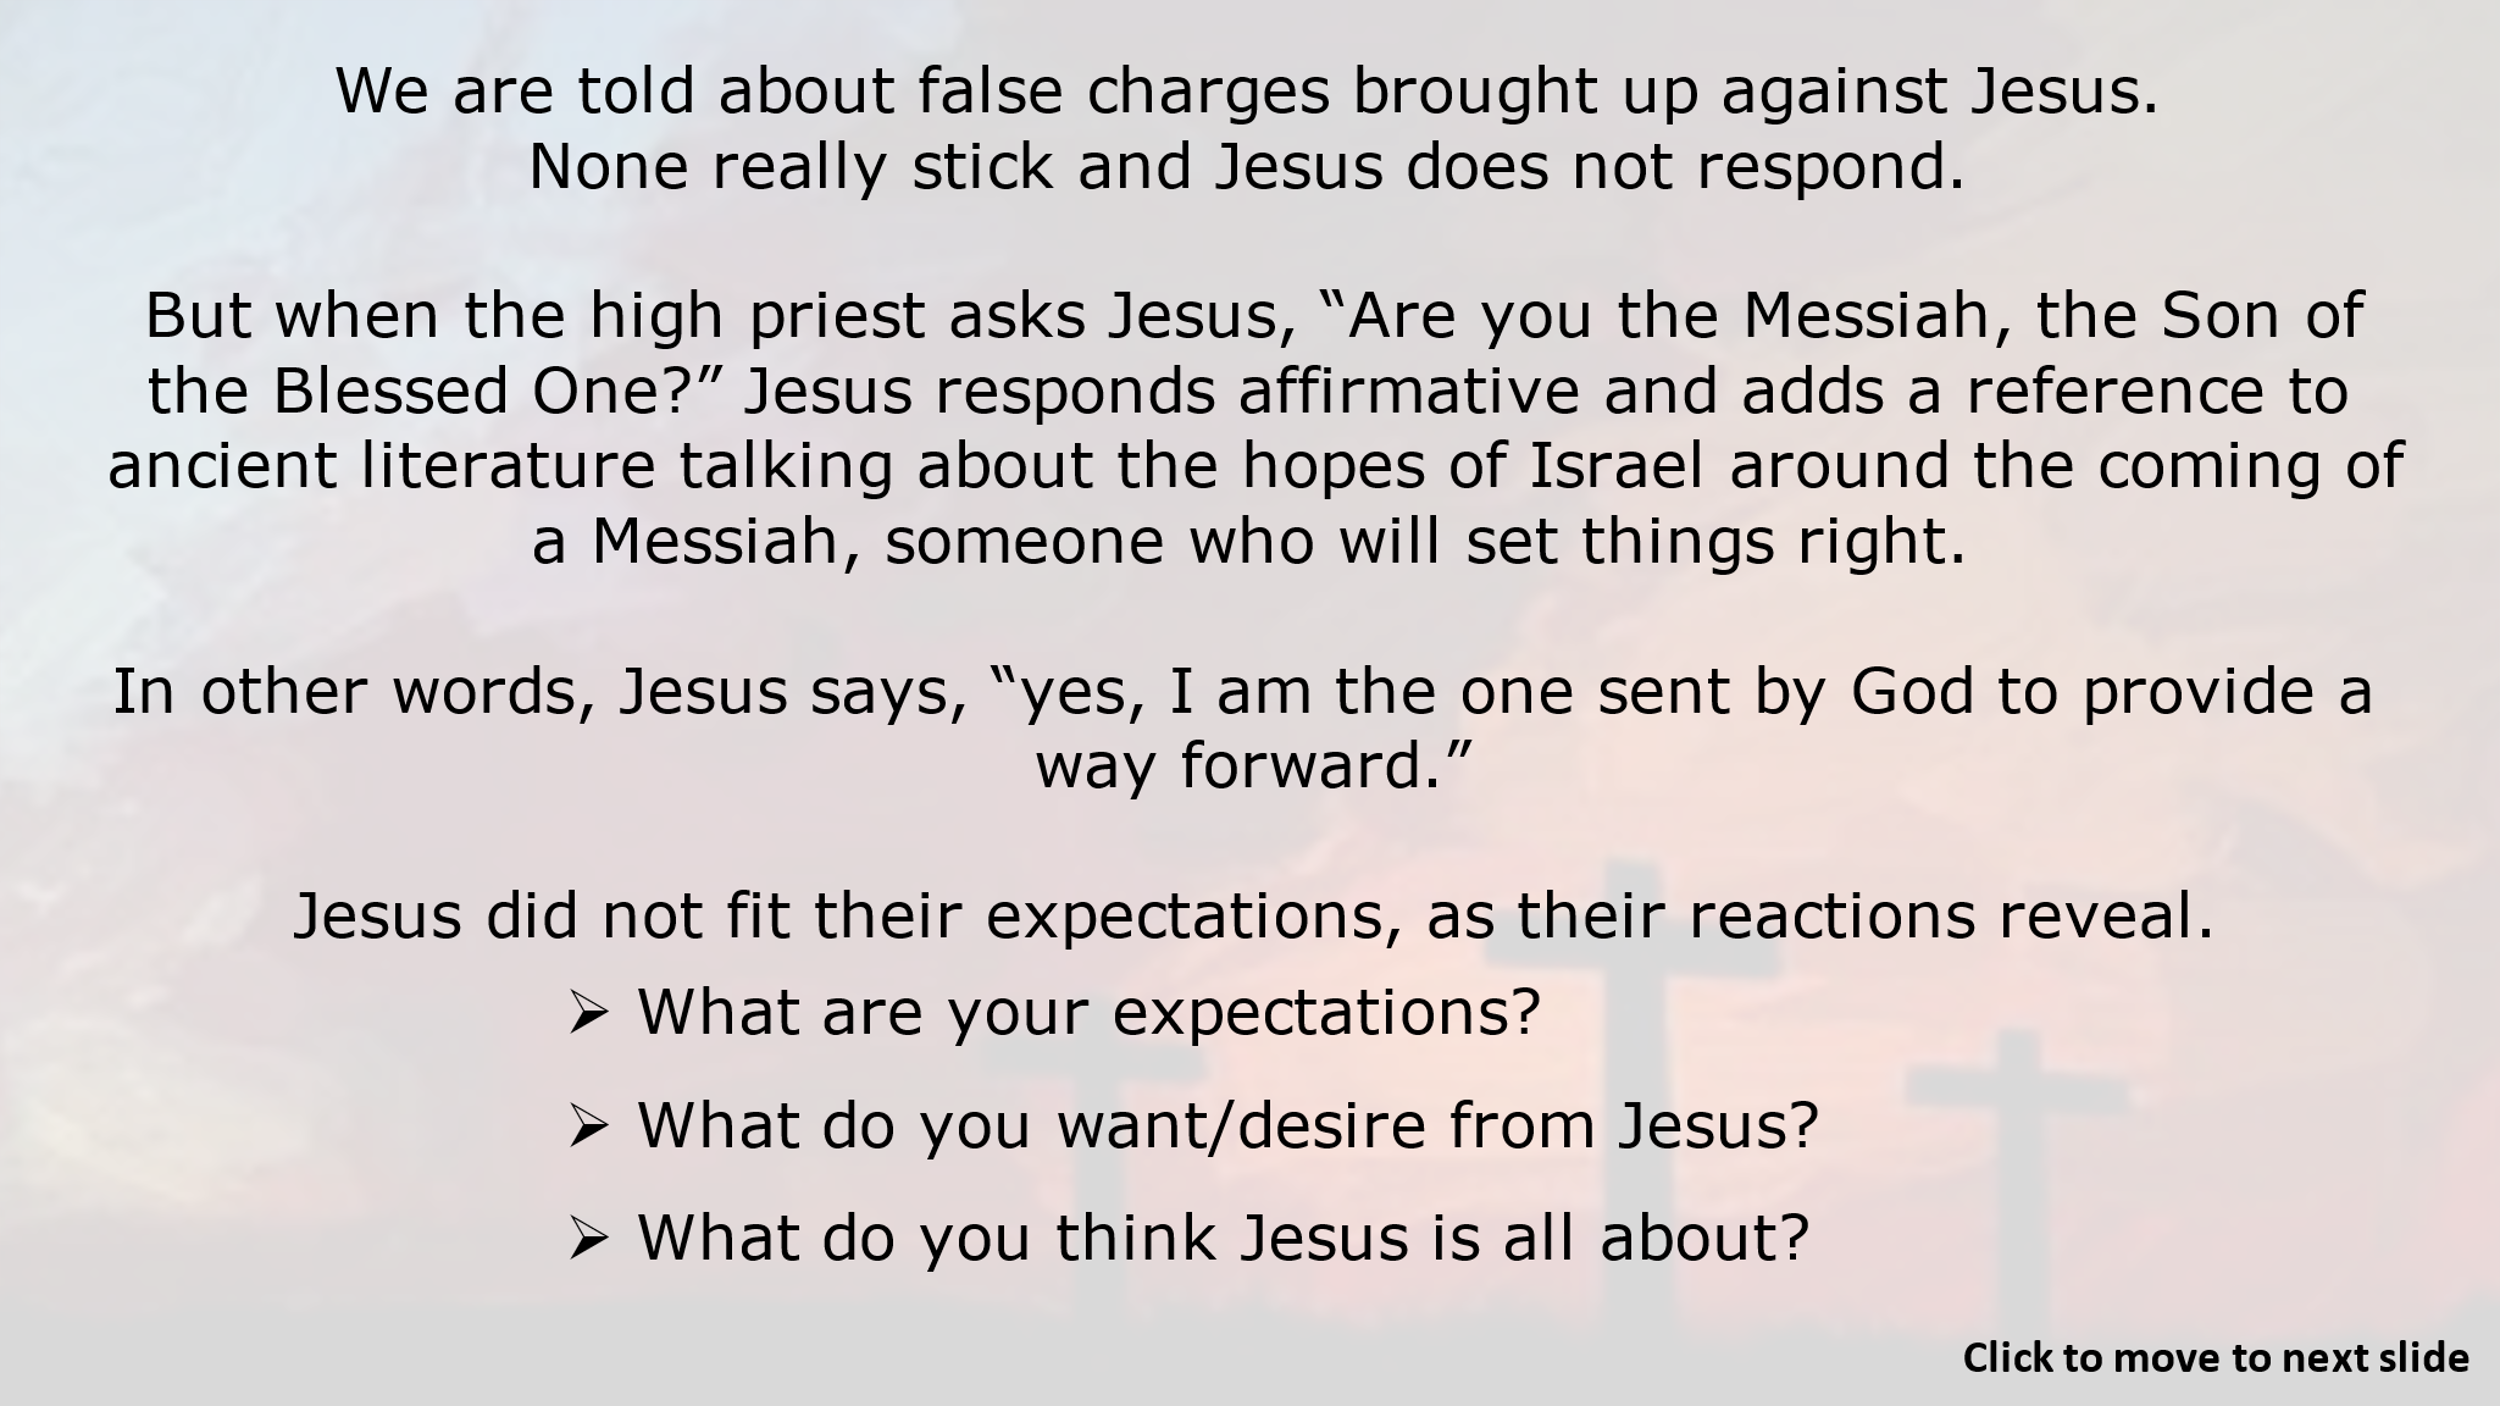 We are told about false charges brought up against Jesus.
None really stick and Jesus does not respond.
But when the high priest asks Jesus, “Are you the Messiah, the Son of
the Blessed One?” Jesus responds affirmative and adds a reference to
ancient literature talking about the hopes of Israel around the coming of
a Messiah, someone who will set things right.
In other words, Jesus says, “yes, I am the one sent by God to provide a
way forward.”
Jesus did not fit their expectations, as their reactions reveal.
➢ What are your expectations?
➢ What do you want/desire from Jesus?
➢ What do you think Jesus is all about?
Click to move to next slide